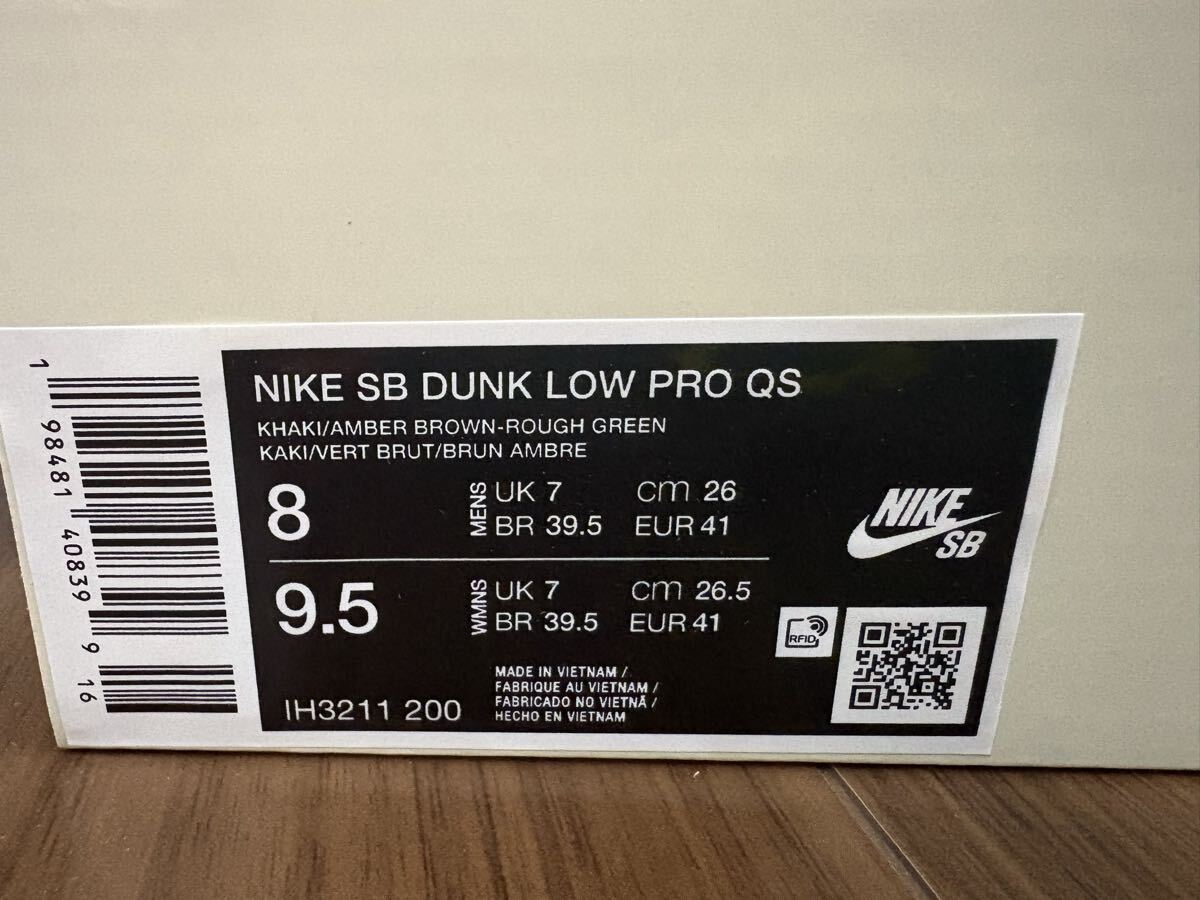 1 98481 40839 9 16
NIKE SB DUNK LOW PRO QS
KHAKI/AMBER BROWN-ROUGH GREEN
KAKI/VERT BRUT/BRUN AMBRE
8 MENS UK 7 cm 26
BR 39.5 EUR 41
9.5 WMNS UK 7 cm 26.5
BR 39.5 EUR 41
NIKE
SB
RFID
IH3211 200
MADE IN VIETNAM /
FABRIQUE AU VIETNAM /
FABRICADO NO VIETNÃ /
HECHO EN VIETNAM